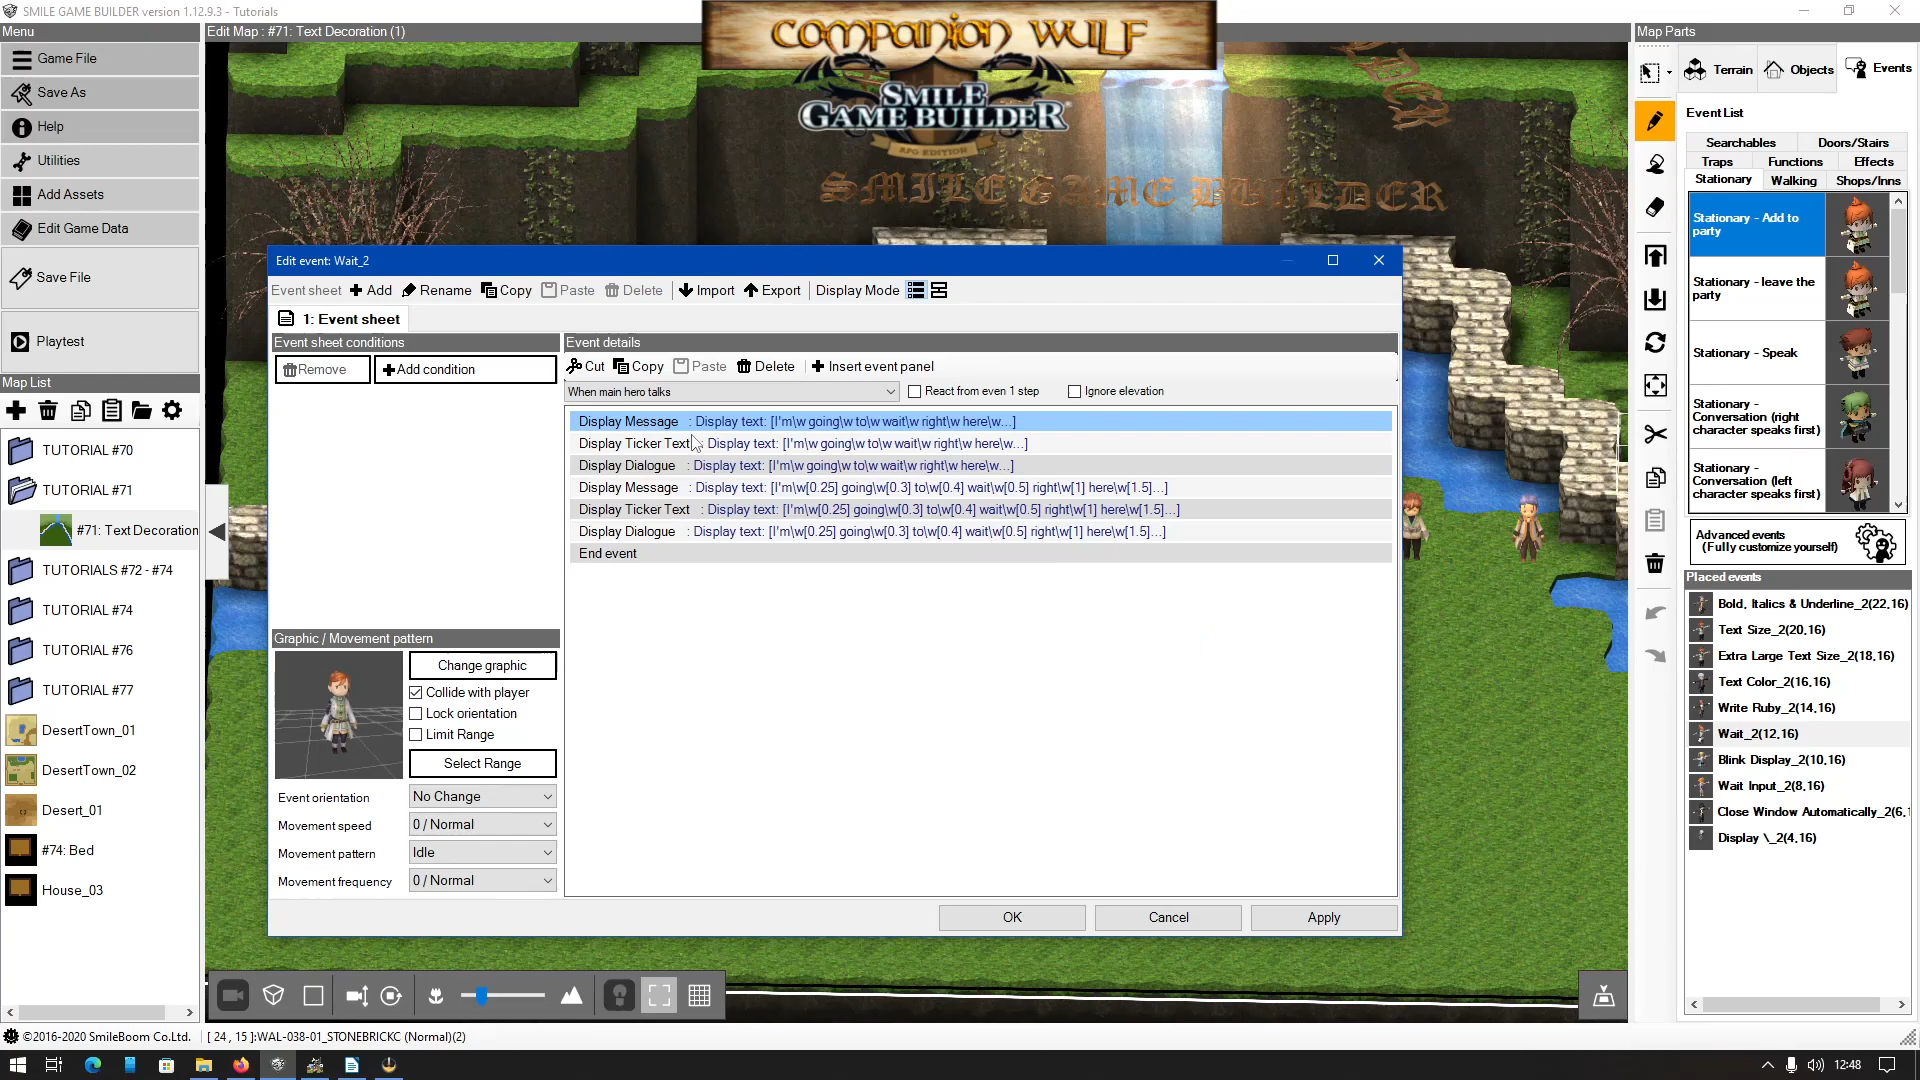 SMILE GAME BUILDER version 1.12.9.3 - Tutorials
Menu
Game File
Save As
Help
Utilities
Add Assets
Edit Game Data
Save File
Playtest
Map List
TUTORIAL #70
TUTORIAL #71
#71: Text Decoration
TUTORIALS #72 - #74
TUTORIAL #74
TUTORIAL #76
TUTORIAL #77
DesertTown_01
DesertTown_02
Desert_01
#74: Bed
House_03
Edit Map : #71: Text Decoration (1)
COMPANION WULF
SMILE
GAME BUILDER
RPG EDITION
SMILE GAME BUILDER
Edit event: Wait_2
Event sheet Add Rename Copy Paste Delete Import Export Display Mode
1: Event sheet
Event sheet conditions
Remove Add condition
Graphic / Movement pattern
Change graphic
Collide with player
Lock orientation
Limit Range
Select Range
Event orientation No Change
Movement speed 0 / Normal
Movement pattern Idle
Movement frequency 0 / Normal
Event details
Cut Copy Paste Delete Insert event panel
When main hero talks React from even 1 step Ignore elevation
Display Message : Display text: [I'm\w going\w to\w wait\w right\w here\w...]
Display Ticker Text : Display text: [I'm\w going\w to\w wait\w right\w here\w...]
Display Dialogue : Display text: [I'm\w going\w to\w wait\w right\w here\w...]
Display Message : Display text: [I'm\w[0.25] going\w[0.3] to\w[0.4] wait\w[0.5] right\w[1] here\w[1.5]...]
Display Ticker Text : Display text: [I'm\w[0.25] going\w[0.3] to\w[0.4] wait\w[0.5] right\w[1] here\w[1.5]...]
Display Dialogue : Display text: [I'm\w[0.25] going\w[0.3] to\w[0.4] wait\w[0.5] right\w[1] here\w[1.5]...]
End event
OK Cancel Apply
Map Parts
Terrain Objects Events
Event List
Searchables Doors/Stairs
Traps Functions Effects
Stationary Walking Shops/Inns
Stationary - Add to
party
Stationary - leave the
party
Stationary - Speak
Stationary -
Conversation (right
character speaks first)
Stationary -
Conversation (left
character speaks first)
Advanced events
(Fully customize yourself)
Placed events
Bold, Italics & Underline_2(22,16)
Text Size_2(20,16)
Extra Large Text Size_2(18,16)
Text Color_2(16,16)
Write Ruby_2(14,16)
Wait_2(12,16)
Blink Display_2(10,16)
Wait Input_2(8,16)
Close Window Automatically_2(6,1
Display \_2(4,16)
©2016-2020 SmileBoom Co.Ltd. [ 24 , 15 ]:WAL-038-01_STONEBRICKC (Normal)(2)
12:48